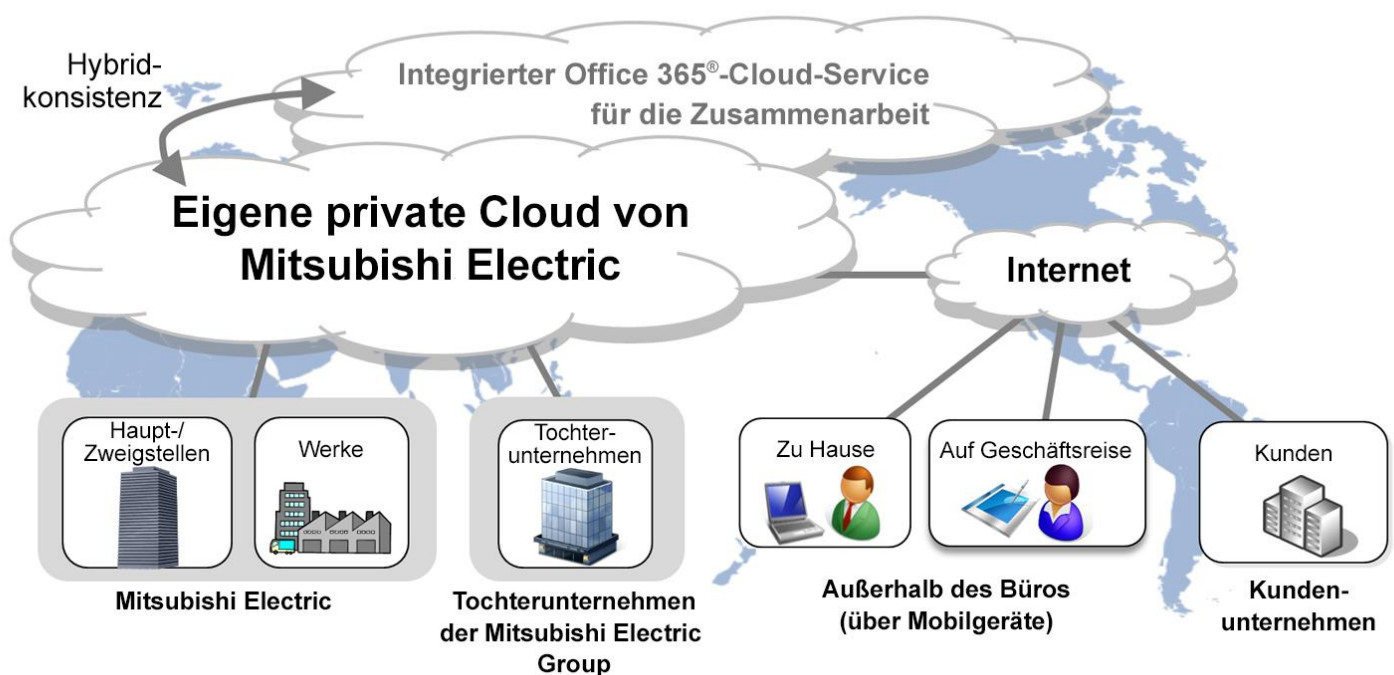 Hybrid-
konsistenz
Integrierter Office 365®-Cloud-Service
für die Zusammenarbeit
Eigene private Cloud von
Mitsubishi Electric
Internet
Haupt-/
Zweigstellen
Werke
Tochter-
unternehmen
Zu Hause
Auf Geschäftsreise
Kunden
Mitsubishi Electric
Tochterunternehmen
der Mitsubishi Electric
Group
Außerhalb des Büros
(über Mobilgeräte)
Kunden-
unternehmen